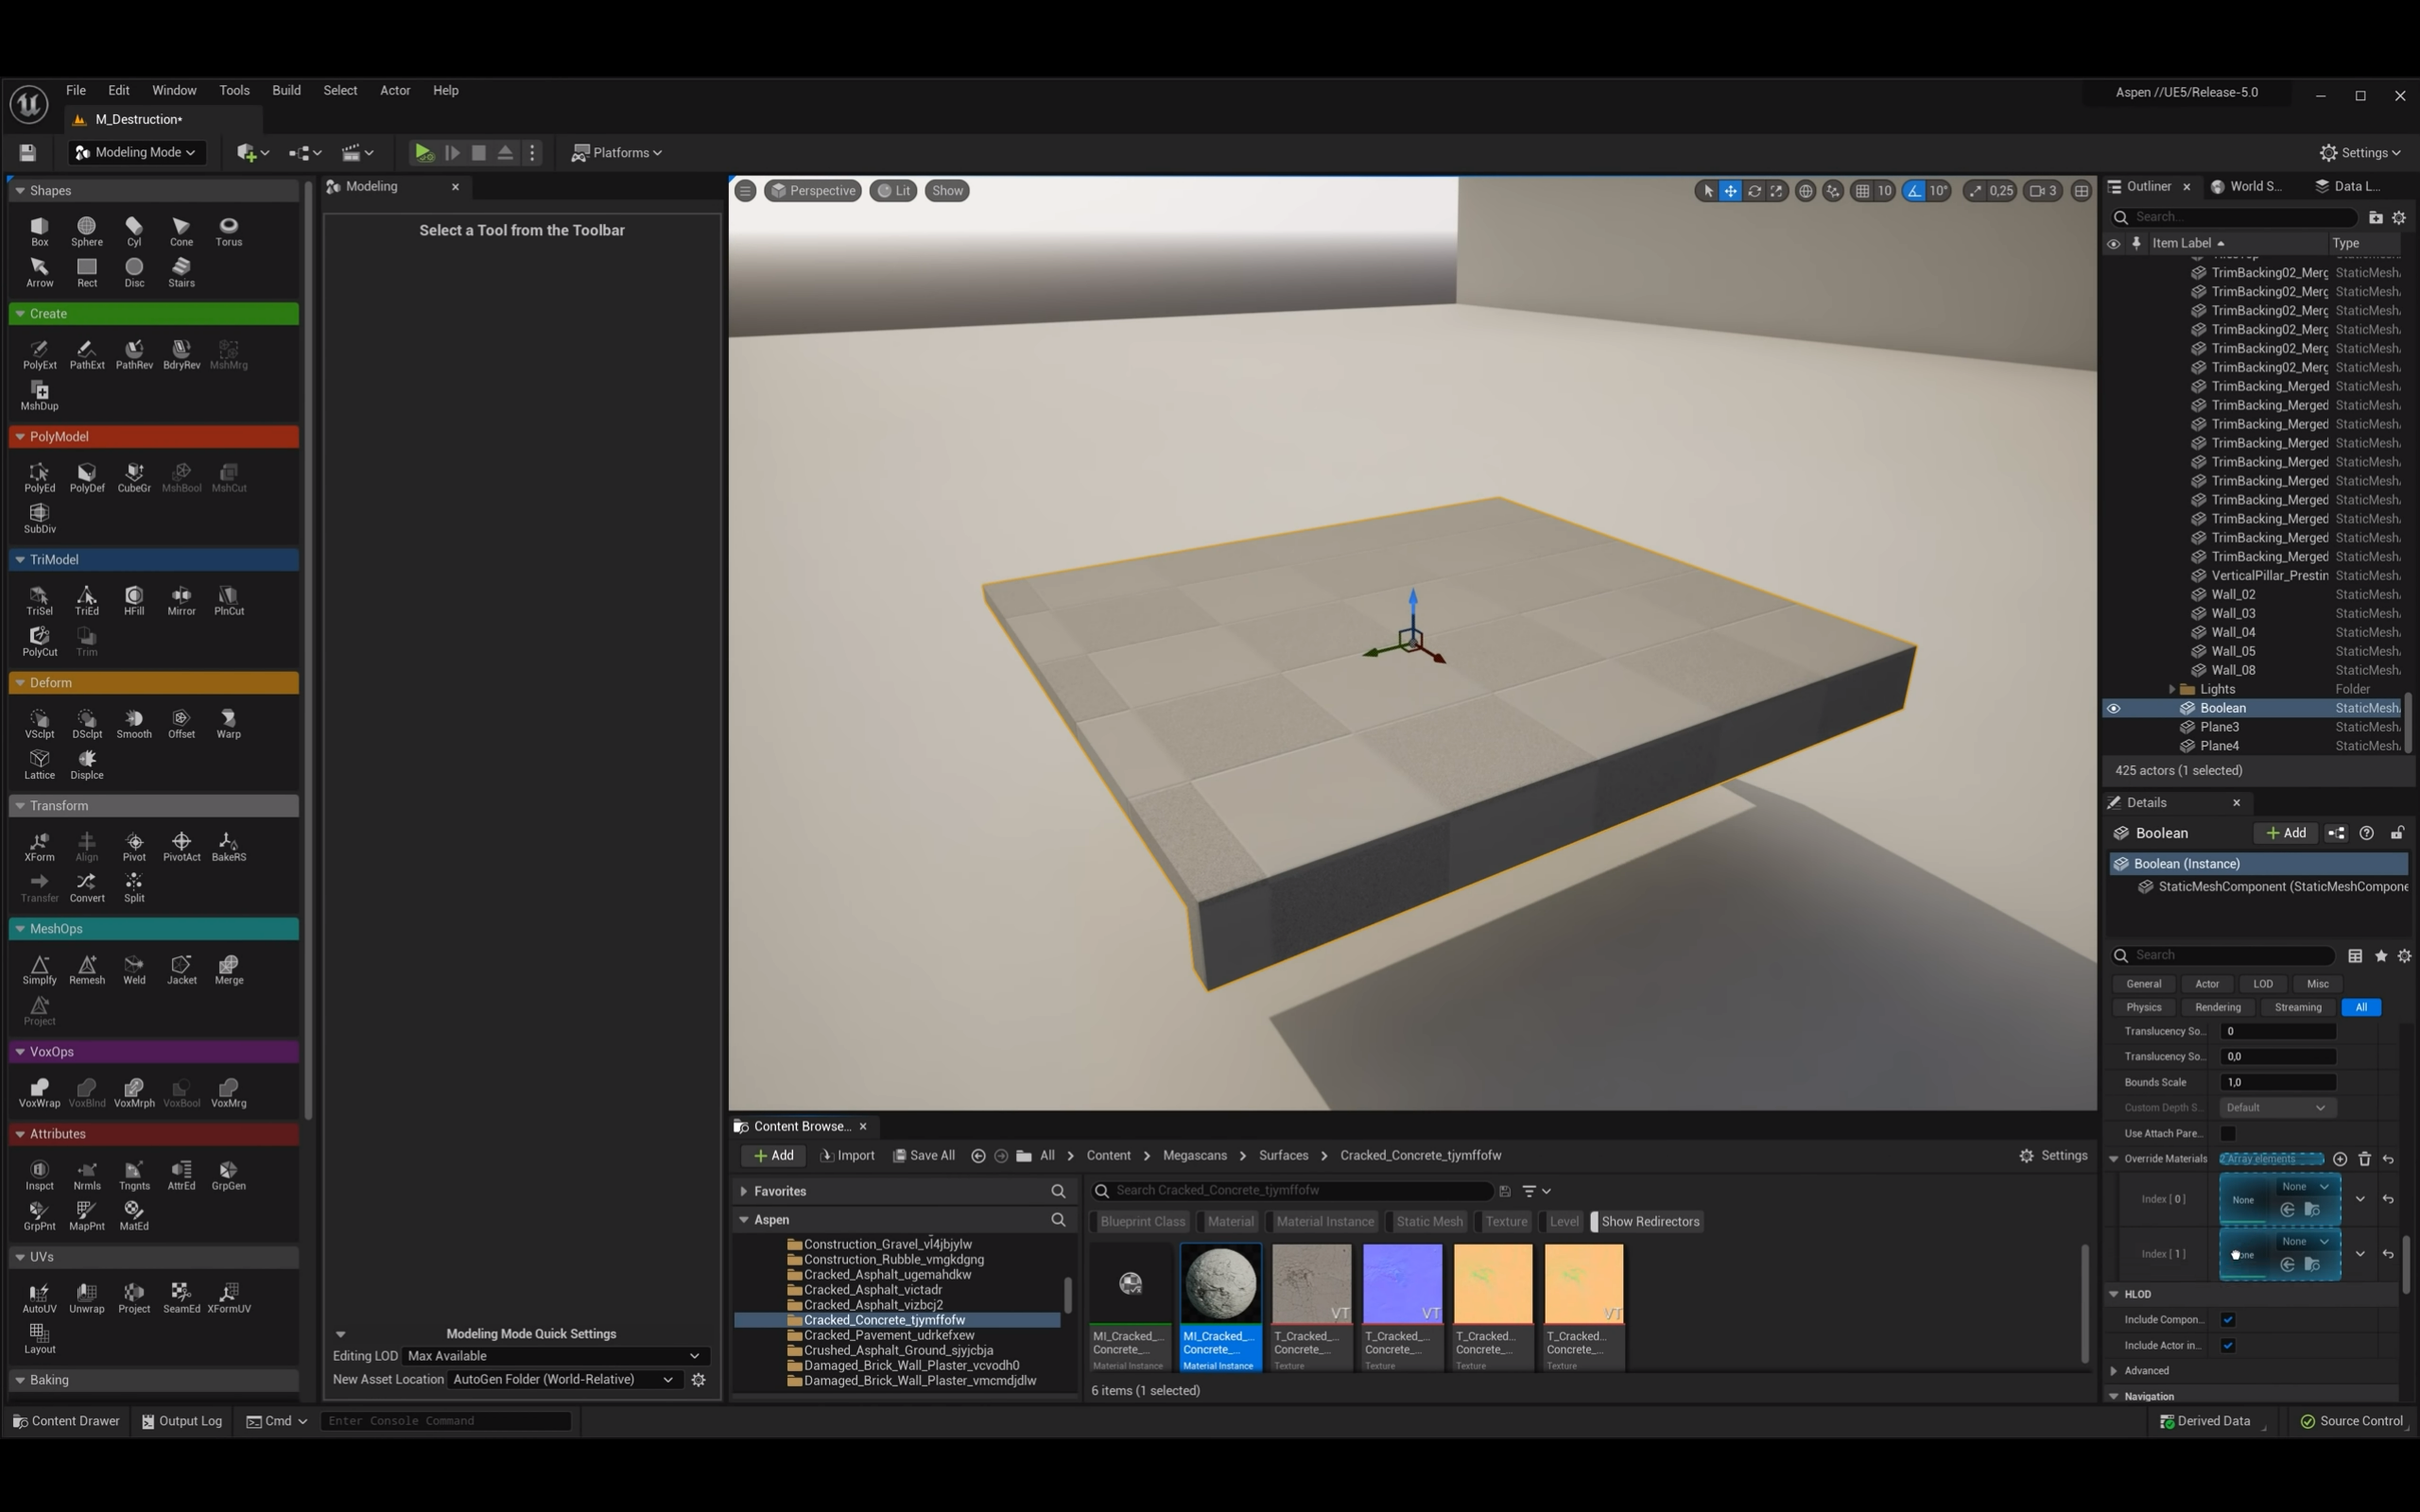 File Edit Window Tools Build Select Actor Help
Aspen //UE5/Release-5.0
M_Destruction*
Modeling Mode
Platforms
Settings
Shapes
Box Sphere Cyl Cone Torus
Arrow Rect Disc Stairs
Create
PolyExt PathExt PathRev BdryRev MshMrg
MshDup
PolyModel
PolyEd PolyDef CubeGr MshBool MshCut
SubDiv
TriModel
TriSel TriEd HFill Mirror PlnCut
PolyCut Trim
Deform
VSclpt DSclpt Smooth Offset Warp
Lattice Displce
Transform
XForm Align Pivot PivotAct BakeRS
Transfer Convert Split
MeshOps
Simplfy Remesh Weld Jacket Merge
Project
VoxOps
VoxWrap VoxBlnd VoxMrph VoxBool VoxMrg
Attributes
Inspct Nrmls Tngnts AttrEd GrpGen
GrpPnt MapPnt MatEd
UVs
AutoUV Unwrap Project SeamEd XFormUV
Layout
Baking
Modeling
Select a Tool from the Toolbar
Modeling Mode Quick Settings
Editing LOD Max Available
New Asset Location AutoGen Folder (World-Relative)
Perspective Lit Show
10 10° 0,25 3
Outliner World S... Data L...
Search...
Item Label Type
TrimBacking02_Merg StaticMesh
TrimBacking02_Merg StaticMesh
TrimBacking02_Merg StaticMesh
TrimBacking02_Merg StaticMesh
TrimBacking02_Merg StaticMesh
TrimBacking02_Merg StaticMesh
TrimBacking_Merged StaticMesh
TrimBacking_Merged StaticMesh
TrimBacking_Merged StaticMesh
TrimBacking_Merged StaticMesh
TrimBacking_Merged StaticMesh
TrimBacking_Merged StaticMesh
TrimBacking_Merged StaticMesh
TrimBacking_Merged StaticMesh
TrimBacking_Merged StaticMesh
TrimBacking_Merged StaticMesh
VerticalPillar_Prestin StaticMesh
Wall_02 StaticMesh
Wall_03 StaticMesh
Wall_04 StaticMesh
Wall_05 StaticMesh
Wall_08 StaticMesh
Lights Folder
Boolean StaticMesh
Plane3 StaticMesh
Plane4 StaticMesh
425 actors (1 selected)
Details
Boolean Add
Boolean (Instance)
StaticMeshComponent (StaticMeshCompone
Search
General Actor LOD Misc
Physics Rendering Streaming All
Translucency So... 0
Translucency So... 0,0
Bounds Scale 1,0
Custom Depth S... Default
Use Attach Pare...
Override Materials 2 Array elements
Index [ 0 ] None None
Index [ 1 ] None
HLOD
Include Compon...
Include Actor in...
Advanced
Navigation
Content Browse...
Add Import Save All All Content Megascans Surfaces Cracked_Concrete_tjymffofw Settings
Favorites
Aspen
Construction_Gravel_vl4jbjylw
Construction_Rubble_vmgkdgng
Cracked_Asphalt_ugemahdkw
Cracked_Asphalt_victadr
Cracked_Asphalt_vizbcj2
Cracked_Concrete_tjymffofw
Cracked_Pavement_udrkefxew
Crushed_Asphalt_Ground_sjyjcbja
Damaged_Brick_Wall_Plaster_vcvodh0
Damaged_Brick_Wall_Plaster_vmcmdjdlw
Search Cracked_Concrete_tjymffofw
Blueprint Class Material Material Instance Static Mesh Texture Level Show Redirectors
VT VT VT
MI_Cracked_... MI_Cracked_... T_Cracked_... T_Cracked_... T_Cracked_... T_Cracked_...
Concrete_... Concrete_... Concrete_... Concrete_... Concrete_... Concrete_...
Material Instance Material Instance Texture Texture Texture Texture
6 items (1 selected)
Content Drawer Output Log Cmd Enter Console Command Derived Data Source Control